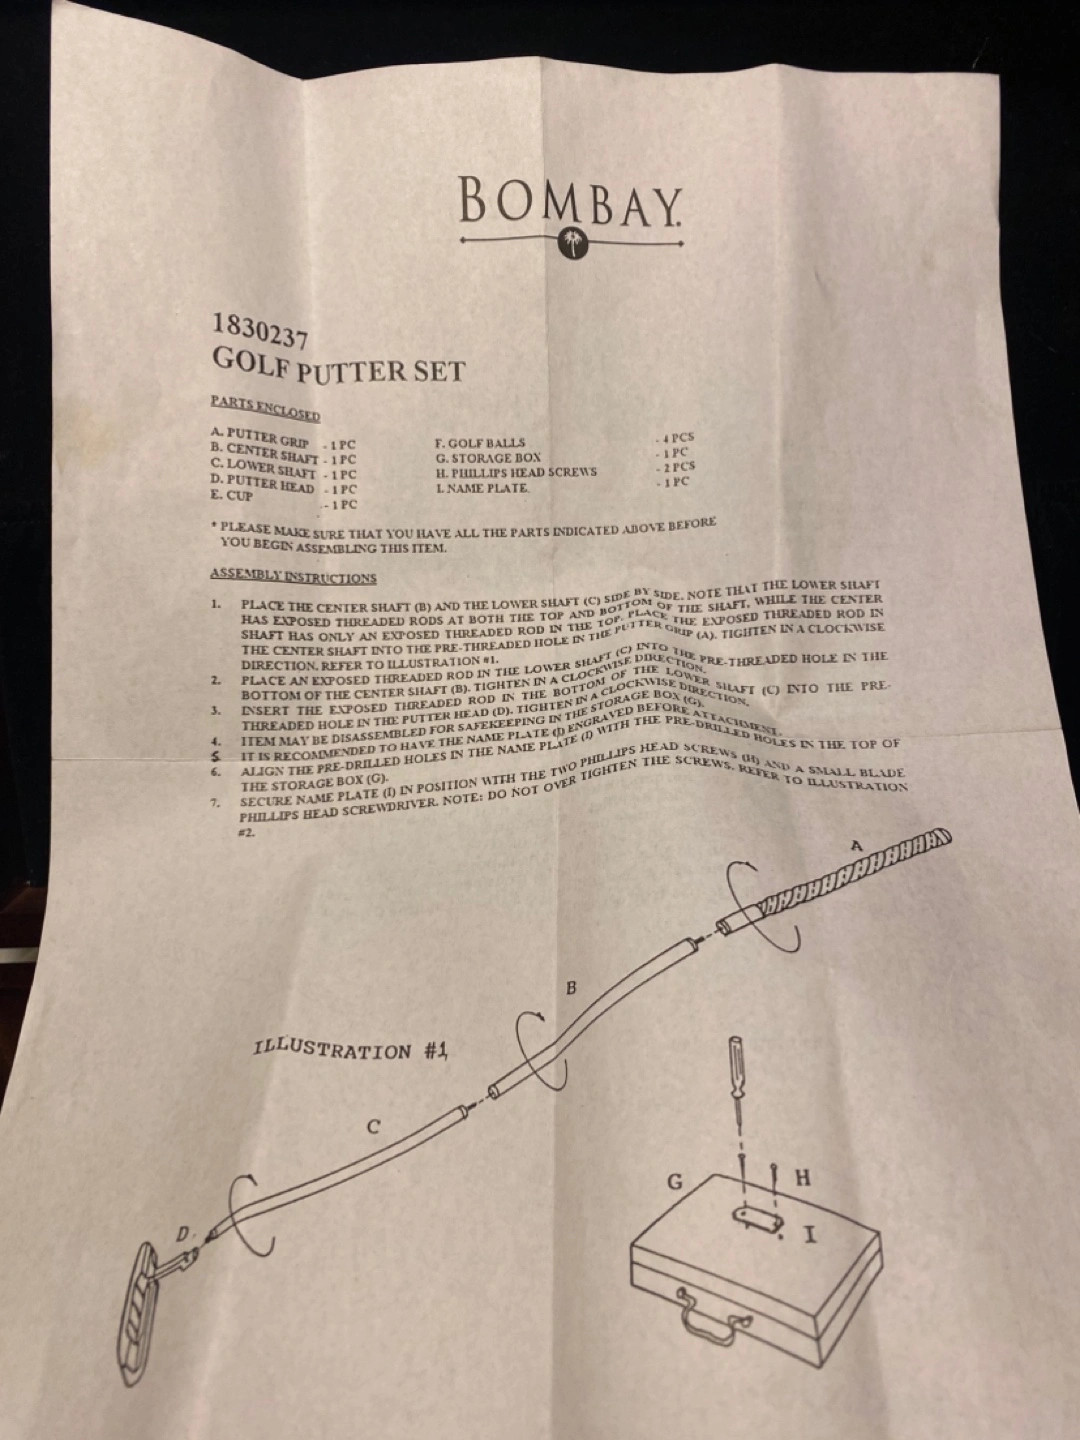 BOMBAY.
1830237
GOLF PUTTER SET
PARTS ENCLOSED
A. PUTTER GRIP - 1 PC
B. CENTER SHAFT - 1 PC
C. LOWER SHAFT - 1 PC
D. PUTTER HEAD - 1 PC
E. CUP - 1 PC
F. GOLF BALLS - 4 PCS
G. STORAGE BOX - 1 PC
H. PHILLIPS HEAD SCREWS - 2 PCS
I. NAME PLATE - 1 PC
* PLEASE MAKE SURE THAT YOU HAVE ALL THE PARTS INDICATED ABOVE BEFORE
YOU BEGIN ASSEMBLING THIS ITEM.
ASSEMBLY INSTRUCTIONS
1. PLACE THE CENTER SHAFT (B) AND THE LOWER SHAFT (C) SIDE BY SIDE. NOTE THAT THE LOWER SHAFT
HAS EXPOSED THREADED RODS AT BOTH THE TOP AND BOTTOM OF THE SHAFT, WHILE THE CENTER
SHAFT HAS ONLY AN EXPOSED THREADED ROD IN THE TOP. PLACE THE EXPOSED THREADED ROD IN
THE CENTER SHAFT INTO THE PRE-THREADED HOLE IN THE PUTTER GRIP (A). TIGHTEN IN A CLOCKWISE
DIRECTION. REFER TO ILLUSTRATION #1.
2. PLACE AN EXPOSED THREADED ROD IN THE LOWER SHAFT (C) INTO THE PRE-THREADED HOLE IN THE
BOTTOM OF THE CENTER SHAFT (B). TIGHTEN IN A CLOCKWISE DIRECTION.
3. INSERT THE EXPOSED THREADED ROD IN THE BOTTOM OF THE LOWER SHAFT (C) INTO THE PRE-
THREADED HOLE IN THE PUTTER HEAD (D). TIGHTEN IN A CLOCKWISE DIRECTION.
4. ITEM MAY BE DISASSEMBLED FOR SAFEKEEPING IN THE STORAGE BOX (G).
5 IT IS RECOMMENDED TO HAVE THE NAME PLATE (I) ENGRAVED BEFORE ATTACHMENT.
6. ALIGN THE PRE-DRILLED HOLES IN THE NAME PLATE (I) WITH THE PRE-DRILLED HOLES IN THE TOP OF
THE STORAGE BOX (G).
7. SECURE NAME PLATE (I) IN POSITION WITH THE TWO PHILLIPS HEAD SCREWS (H) AND A SMALL BLADE
PHILLIPS HEAD SCREWDRIVER. NOTE: DO NOT OVER TIGHTEN THE SCREWS. REFER TO ILLUSTRATION
#2.
A
B
ILLUSTRATION #1
C
D.
G
H
I